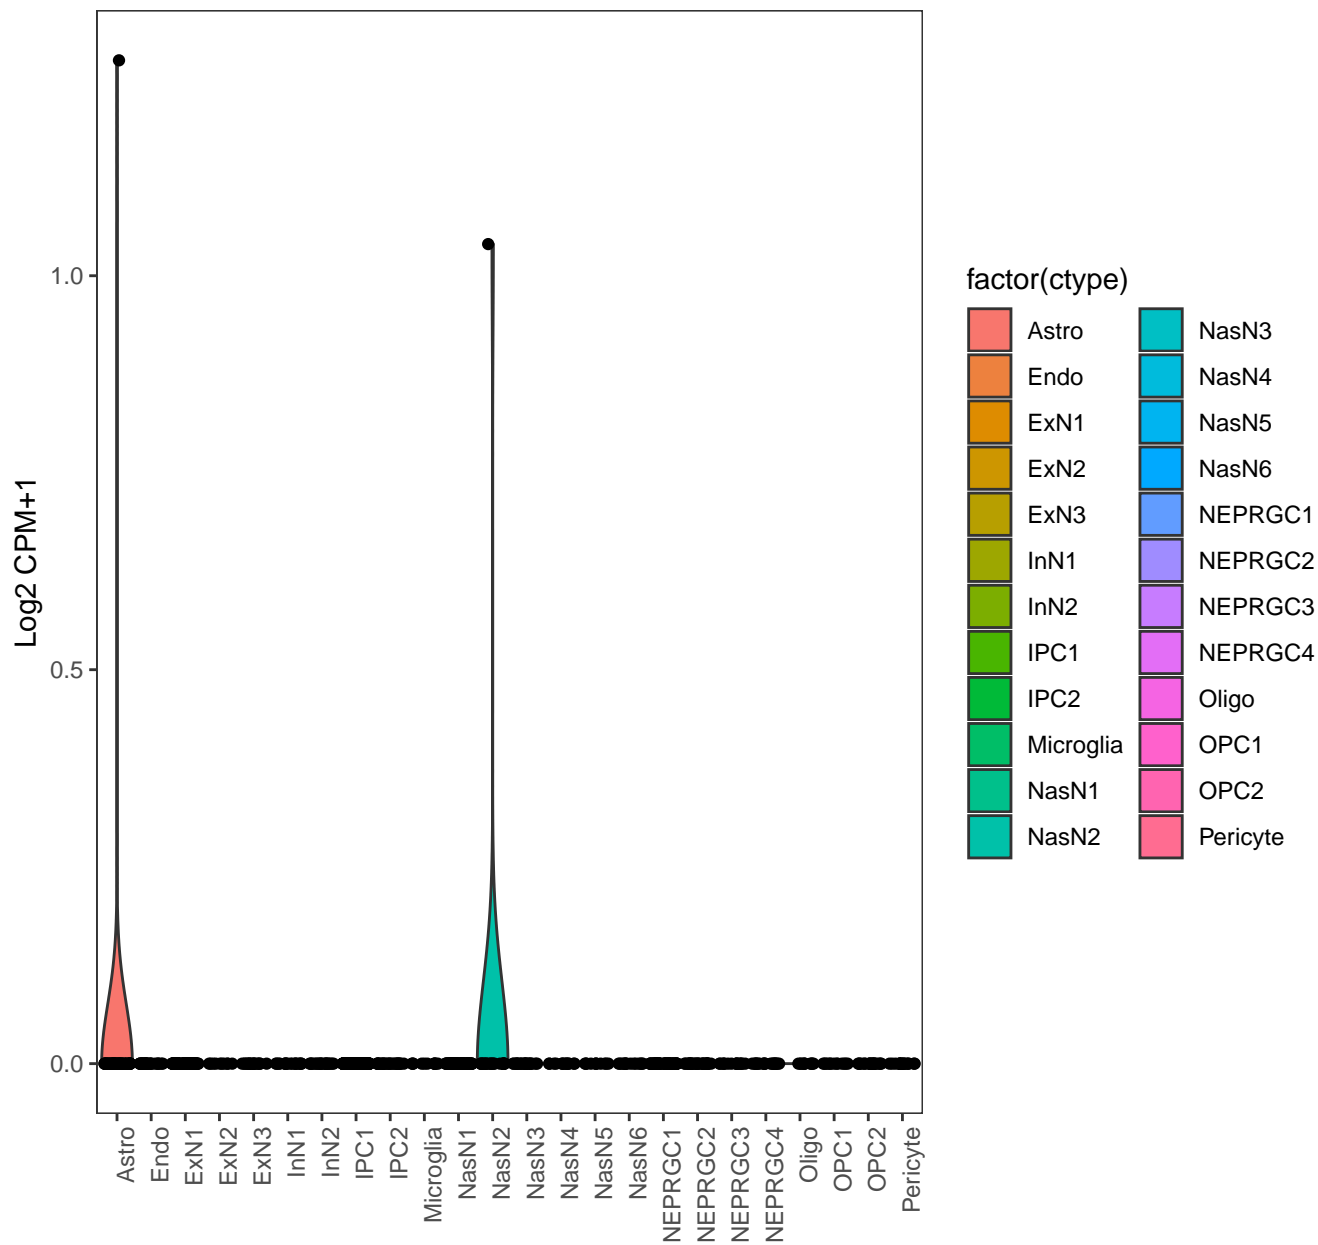 Log2 CPM+1
1.0
0.5
0.0
Astro
Endo
ExN1
ExN2
ExN3
InN1
InN2
IPC1
IPC2
Microglia
NasN1
NasN2
NasN3
NasN4
NasN5
NasN6
NEPRGC1
NEPRGC2
NEPRGC3
NEPRGC4
Oligo
OPC1
OPC2
Pericyte
factor(ctype)
Astro
Endo
ExN1
ExN2
ExN3
InN1
InN2
IPC1
IPC2
Microglia
NasN1
NasN2
NasN3
NasN4
NasN5
NasN6
NEPRGC1
NEPRGC2
NEPRGC3
NEPRGC4
Oligo
OPC1
OPC2
Pericyte